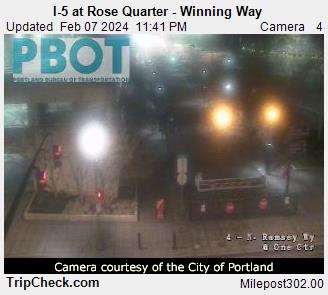 I-5 at Rose Quarter - Winning Way
Updated Feb 07 2024 11:41 PM Camera 4
PBOT
PORTLAND BUREAU OF TRANSPORTATION
4 - N. Ramsey Wy
@ One Ctr
Camera courtesy of the City of Portland
TripCheck.com Milepost302.00